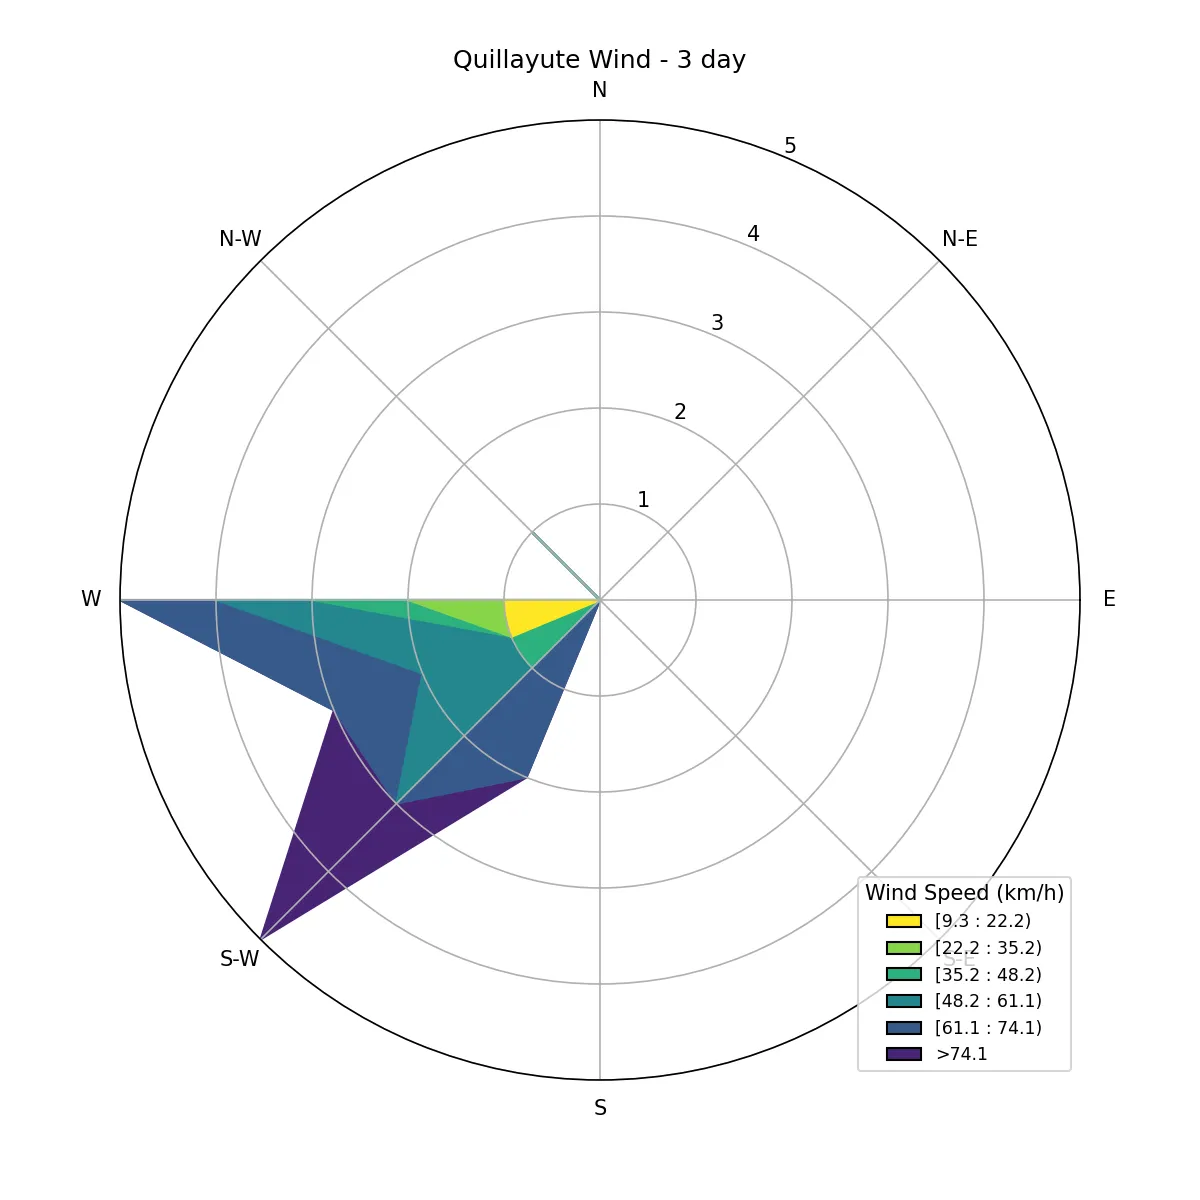 Quillayute Wind - 3 day
N
5
N-W
N-E
4
3
2
1
W
E
Wind Speed (km/h)
[9.3 : 22.2)
[22.2 : 35.2)
S-W
S-E
[35.2 : 48.2)
[48.2 : 61.1)
[61.1 : 74.1)
>74.1
S